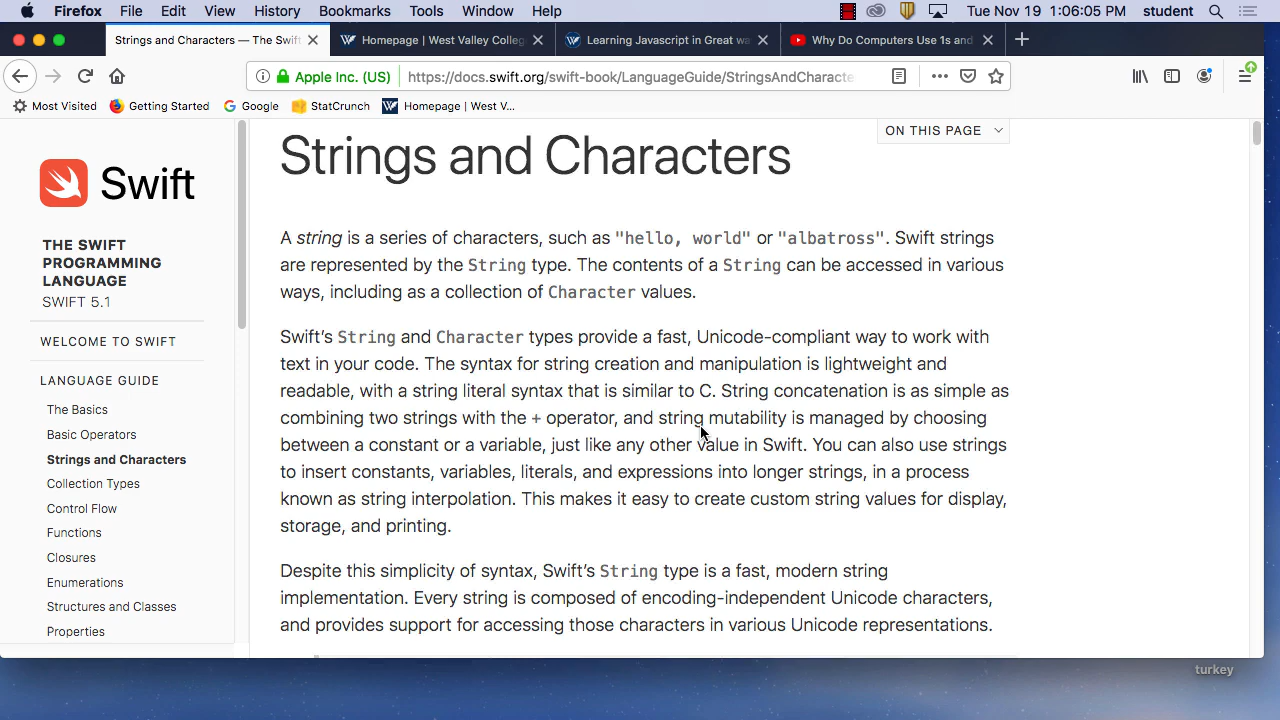 Firefox File Edit View History Bookmarks Tools Window Help Tue Nov 19 1:06:05 PM student
Strings and Characters — The Swift Homepage | West Valley Colleg Learning Javascript in Great wa Why Do Computers Use 1s and
Apple Inc. (US) https://docs.swift.org/swift-book/LanguageGuide/StringsAndCharacte
Most Visited Getting Started Google StatCrunch Homepage | West V...
ON THIS PAGE
Strings and Characters
Swift
THE SWIFT
PROGRAMMING
LANGUAGE
SWIFT 5.1
WELCOME TO SWIFT
LANGUAGE GUIDE
The Basics
Basic Operators
Strings and Characters
Collection Types
Control Flow
Functions
Closures
Enumerations
Structures and Classes
Properties
A string is a series of characters, such as "hello, world" or "albatross". Swift strings
are represented by the String type. The contents of a String can be accessed in various
ways, including as a collection of Character values.
Swift’s String and Character types provide a fast, Unicode-compliant way to work with
text in your code. The syntax for string creation and manipulation is lightweight and
readable, with a string literal syntax that is similar to C. String concatenation is as simple as
combining two strings with the + operator, and string mutability is managed by choosing
between a constant or a variable, just like any other value in Swift. You can also use strings
to insert constants, variables, literals, and expressions into longer strings, in a process
known as string interpolation. This makes it easy to create custom string values for display,
storage, and printing.
Despite this simplicity of syntax, Swift’s String type is a fast, modern string
implementation. Every string is composed of encoding-independent Unicode characters,
and provides support for accessing those characters in various Unicode representations.
turkey